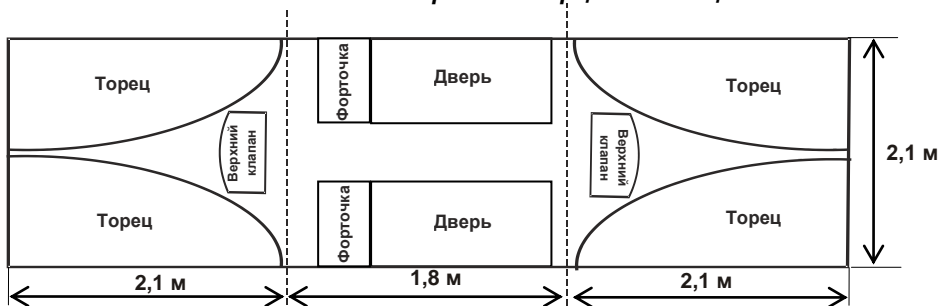 Торец
Форточка
Дверь
Торец
Верхний
клапан
Верхний
клапан
2,1 м
Торец
Форточка
Дверь
Торец
2,1 м
1,8 м
2,1 м